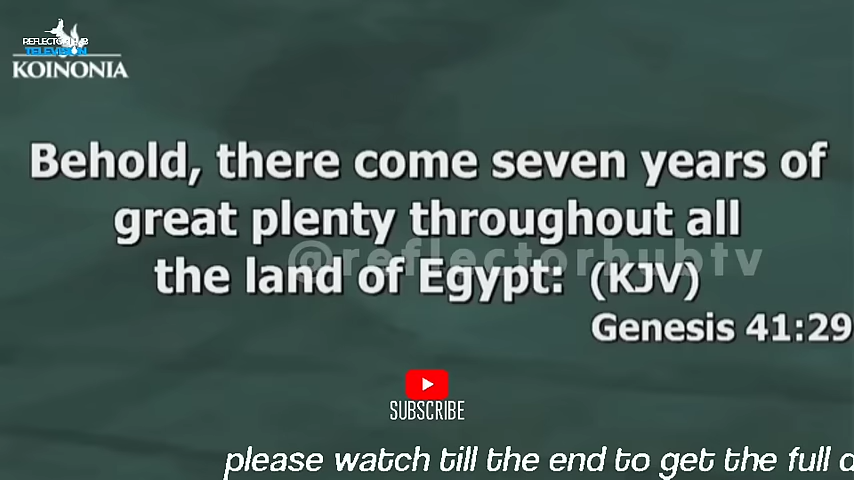 REFLECTOR HUB
TELEVISION
KOINONIA
Behold, there come seven years of
great plenty throughout all
@reflectorhubtv
the land of Egypt: (KJV)
Genesis 41:29
SUBSCRIBE
please watch till the end to get the full